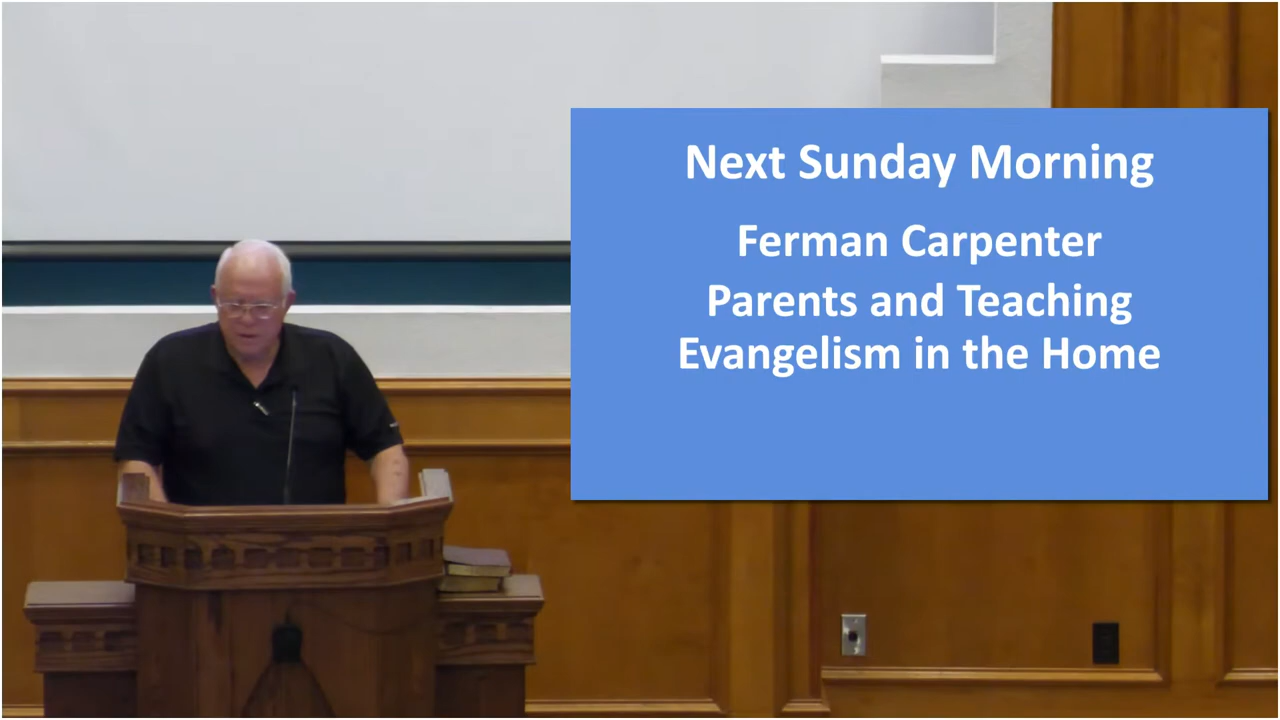 Next Sunday Morning
Ferman Carpenter
Parents and Teaching
Evangelism in the Home